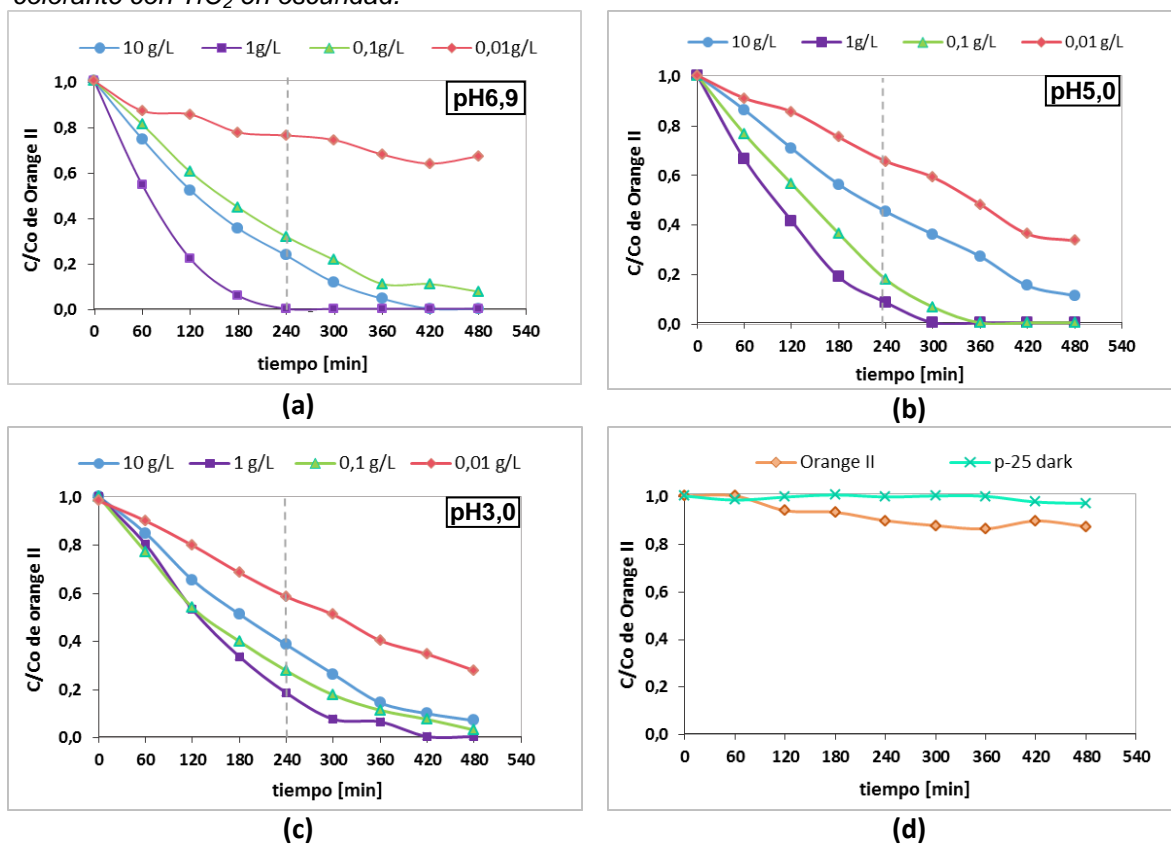 colorante con TiO2 en oscuridad.
10 g/L 1g/L 0,1g/L 0,01g/L
pH6,9
1,0
0,8
0,6
0,4
0,2
0,0
C/Co de Orange II
0 60 120 180 240 300 360 420 480 540
tiempo [min]
(a)
10 g/L 1 g/L 0,1 g/L 0,01 g/L
pH5,0
1,0
0,8
0,6
0,4
0,2
0,0
C/Co de Orange II
0 60 120 180 240 300 360 420 480 540
tiempo [min]
(b)
10 g/L 1 g/L 0,1 g/L 0,01 g/L
pH3,0
1,0
0,8
0,6
0,4
0,2
0,0
C/Co de orange II
0 60 120 180 240 300 360 420 480 540
tiempo [min]
(c)
Orange II p-25 dark
1,0
0,8
0,6
0,4
0,2
0,0
C/Co de Orange II
0 60 120 180 240 300 360 420 480 540
tiempo [min]
(d)